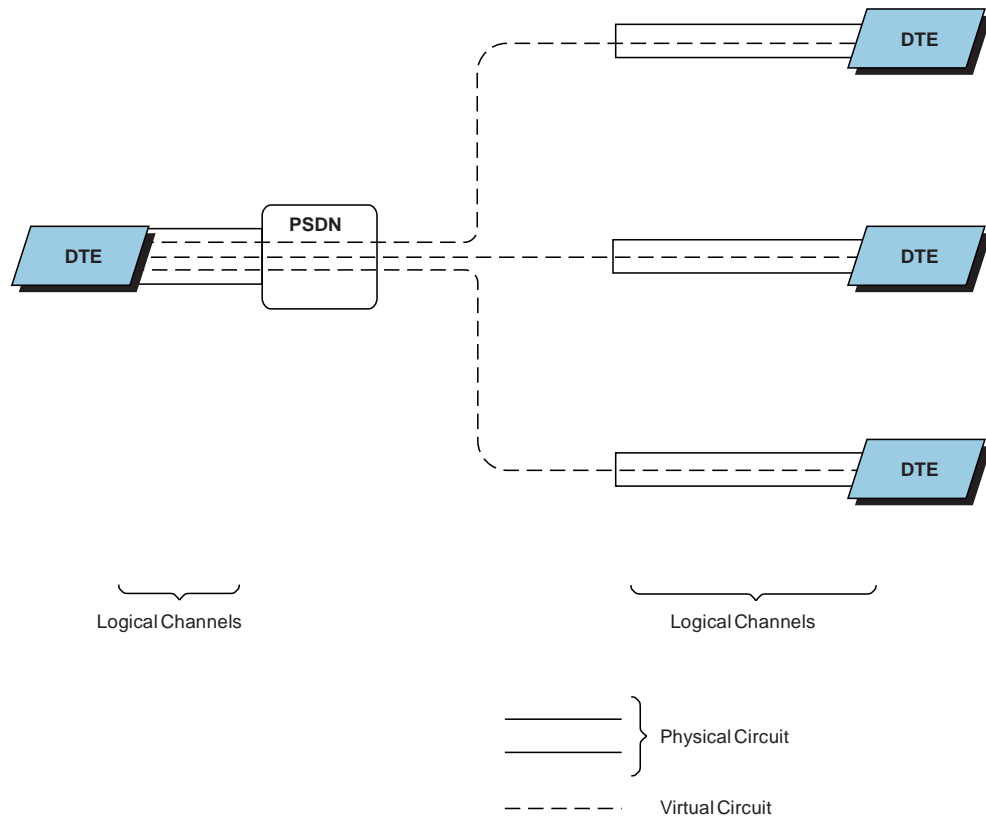 DTE
PSDN
DTE
DTE
DTE
Logical Channels
Logical Channels
Physical Circuit
Virtual Circuit